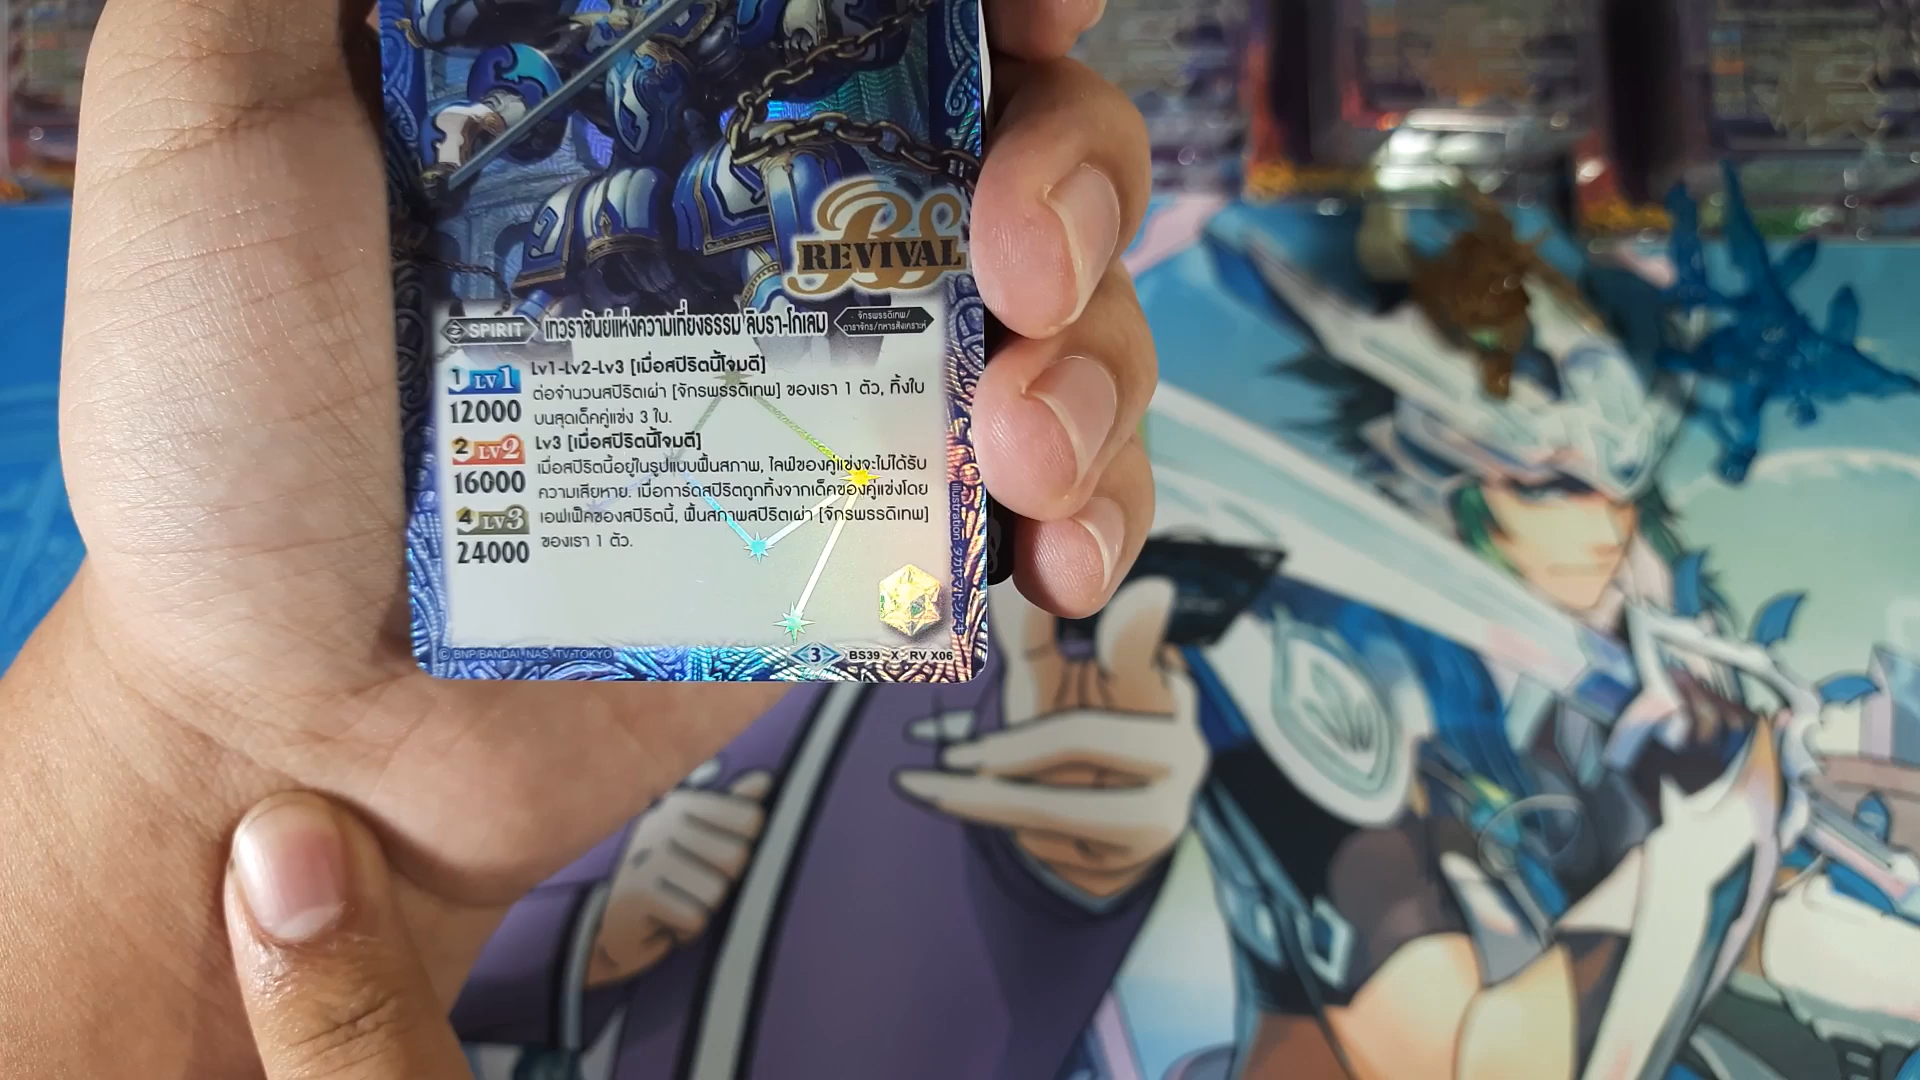 BS
REVIVAL
SPIRIT
เทวราชันย์แห่งความเที่ยงธรรม ลิบรา-โกเลม
จักรพรรดิเทพ/
ดาราจักร/ทหารสังเคราะห์
1 LV1
12000
2 LV2
16000
4 LV3
24000
Lv1-Lv2-Lv3 [เมื่อสปิริตนี้โจมตี]
ต่อจำนวนสปิริตเผ่า [จักรพรรดิเทพ] ของเรา 1 ตัว, ทิ้งใบ
บนสุดเด็คคู่แข่ง 3 ใบ.
Lv3 [เมื่อสปิริตนี้โจมตี]
เมื่อสปิริตนี้อยู่ในรูปแบบฟื้นสภาพ, ไลฟ์ของคู่แข่งจะไม่ได้รับ
ความเสียหาย. เมื่อการ์ดสปิริตถูกทิ้งจากเด็คของคู่แข่งโดย
เอฟเฟ็คของสปิริตนี้, ฟื้นสภาพสปิริตเผ่า [จักรพรรดิเทพ]
ของเรา 1 ตัว.
illustration タカヤマトシアキ
© BNP/BANDAI, NAS, TV TOKYO
3
BS39 - X - RV X06